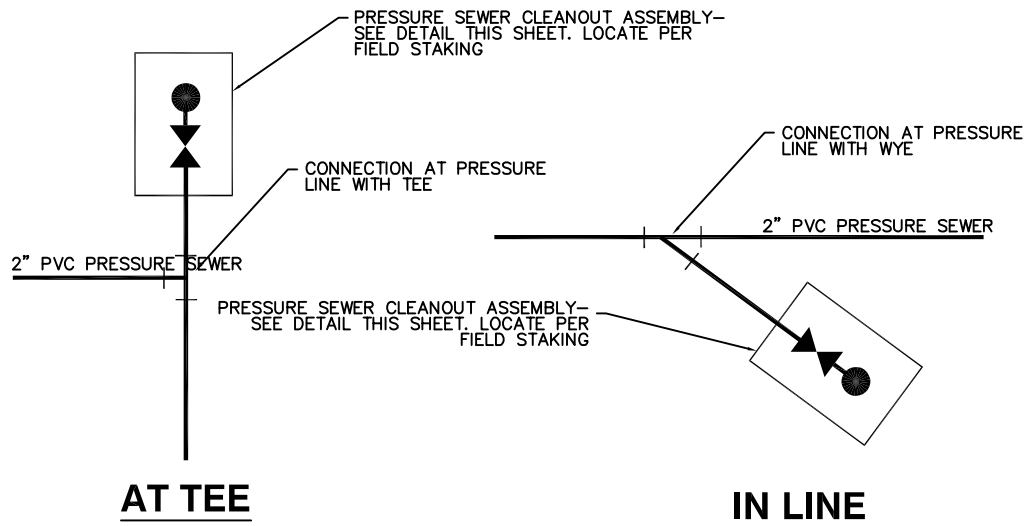 PRESSURE SEWER CLEANOUT ASSEMBLY–
SEE DETAIL THIS SHEET. LOCATE PER
FIELD STAKING
CONNECTION AT PRESSURE
LINE WITH TEE
2” PVC PRESSURE SEWER
AT TEE
CONNECTION AT PRESSURE
LINE WITH WYE
2” PVC PRESSURE SEWER
PRESSURE SEWER CLEANOUT ASSEMBLY–
SEE DETAIL THIS SHEET. LOCATE PER
FIELD STAKING
IN LINE